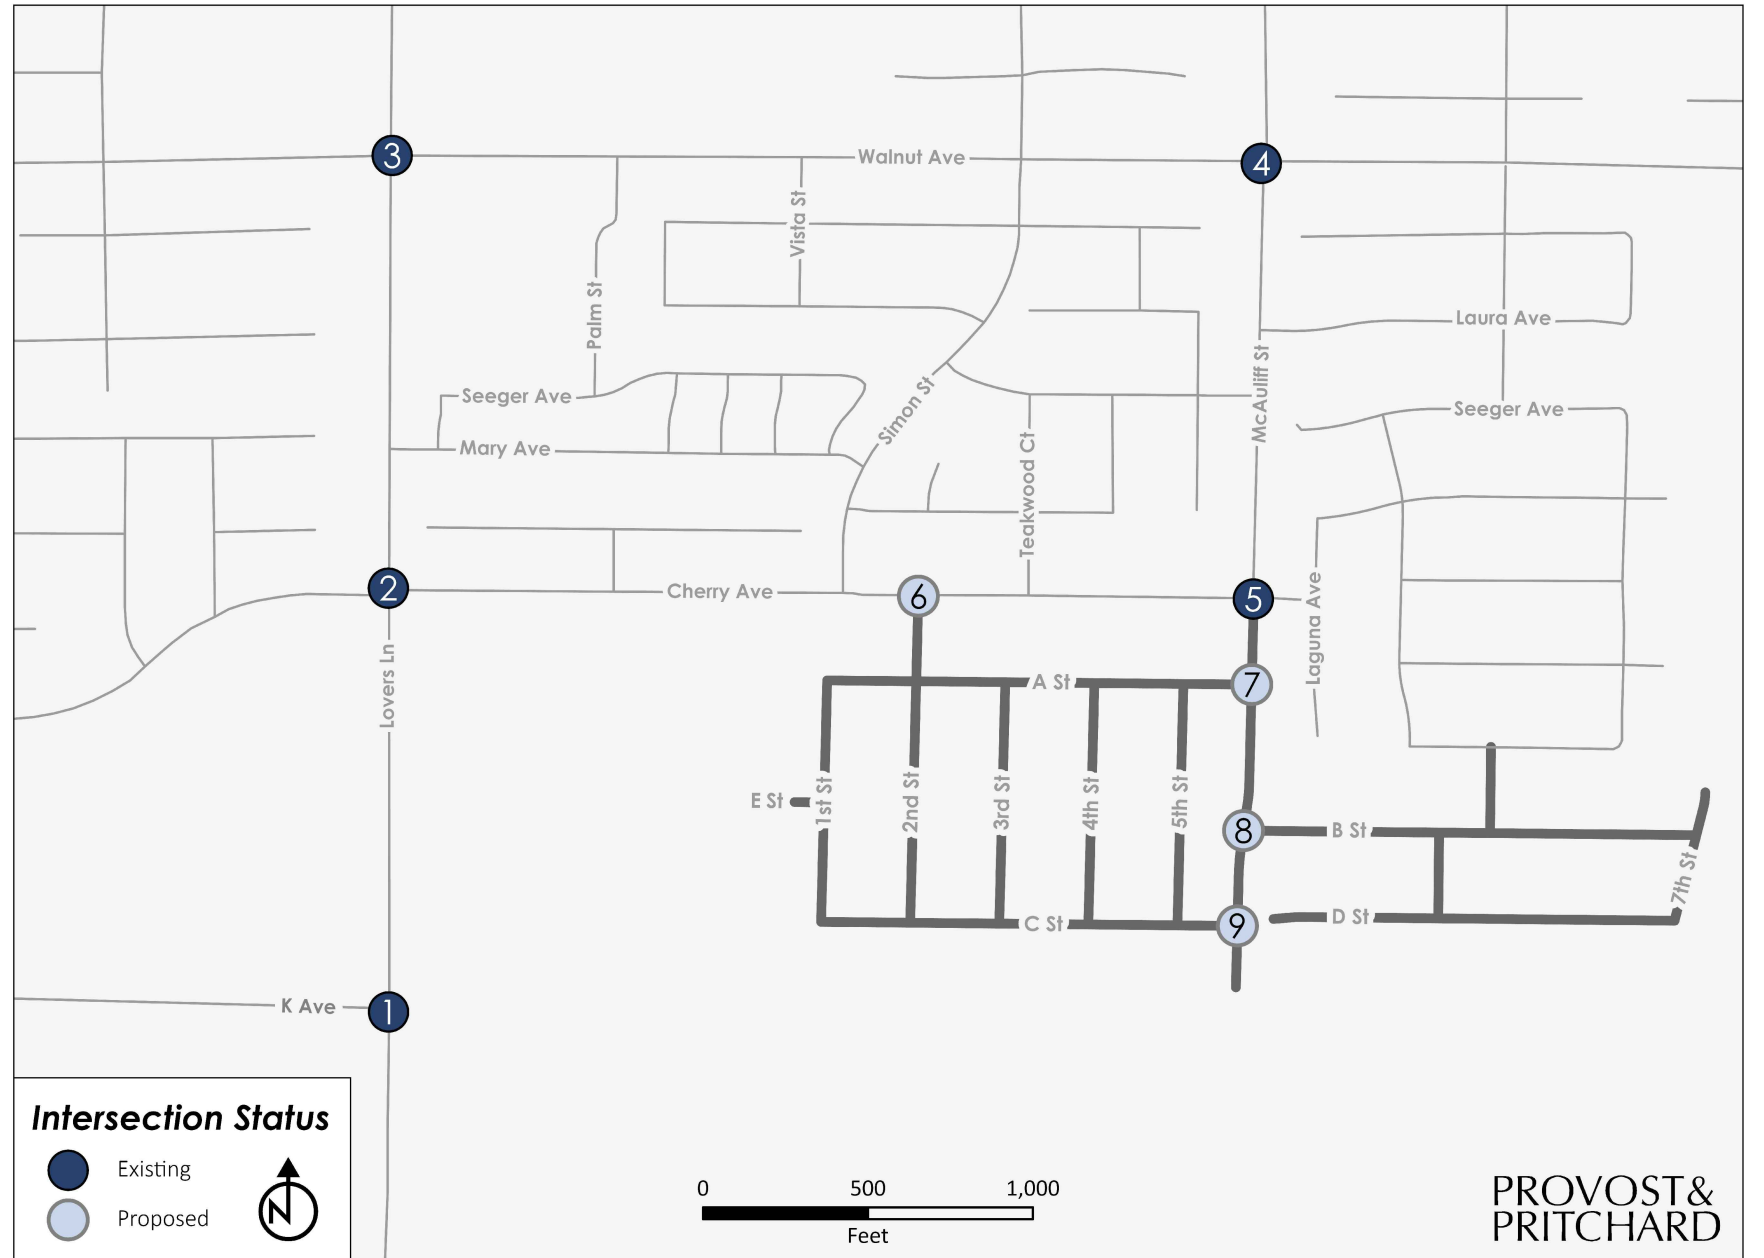 3
Walnut Ave
4
Vista St
Palm St
Laura Ave
McAuliff St
Seeger Ave
Simon St
Seeger Ave
Mary Ave
Teakwood Ct
2
Cherry Ave
6
5
Laguna Ave
Lovers Ln
A St
7
E St
1st St
2nd St
3rd St
4th St
5th St
8
B St
7th St
C St
9
D St
K Ave
1
Intersection Status
Existing
Proposed
N
0 500 1,000
Feet
PROVOST&
PRITCHARD